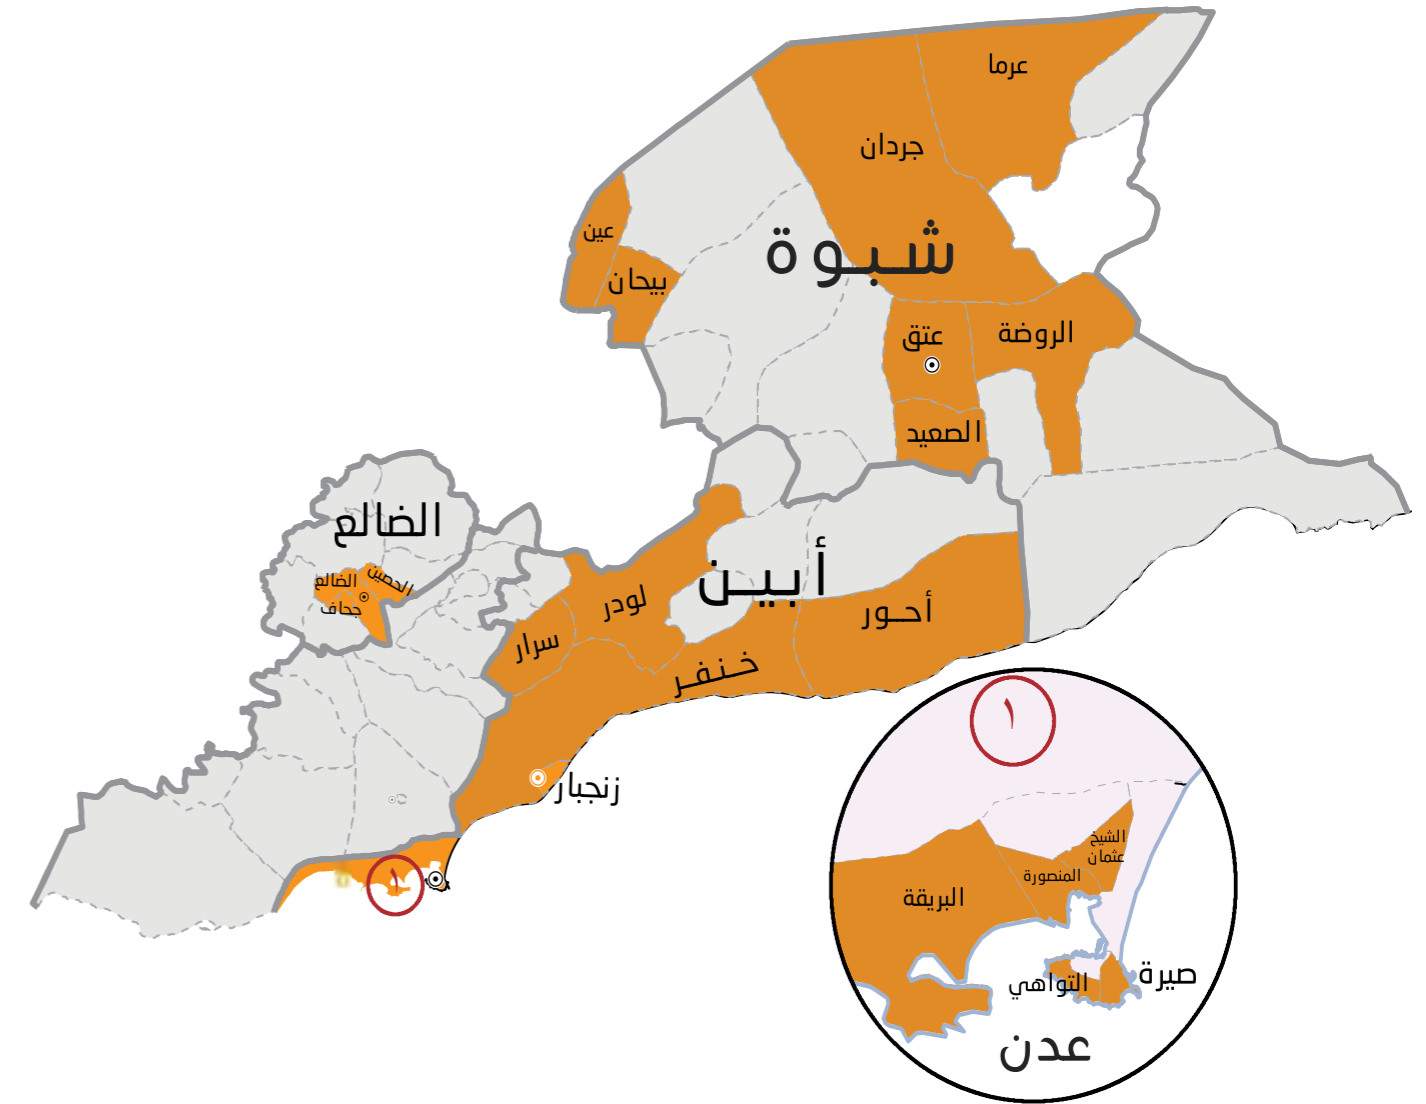 عرما
جردان
شبوة
عين
بيحان
عتق
الروضة
الصعيد
الضالع
الضالع
الحصين
جحاف
أبين
لودر
أحور
سرار
خنفر
زنجبار
١
١
الشيخ
عثمان
المنصورة
البريقة
صيرة
التواهي
عدن